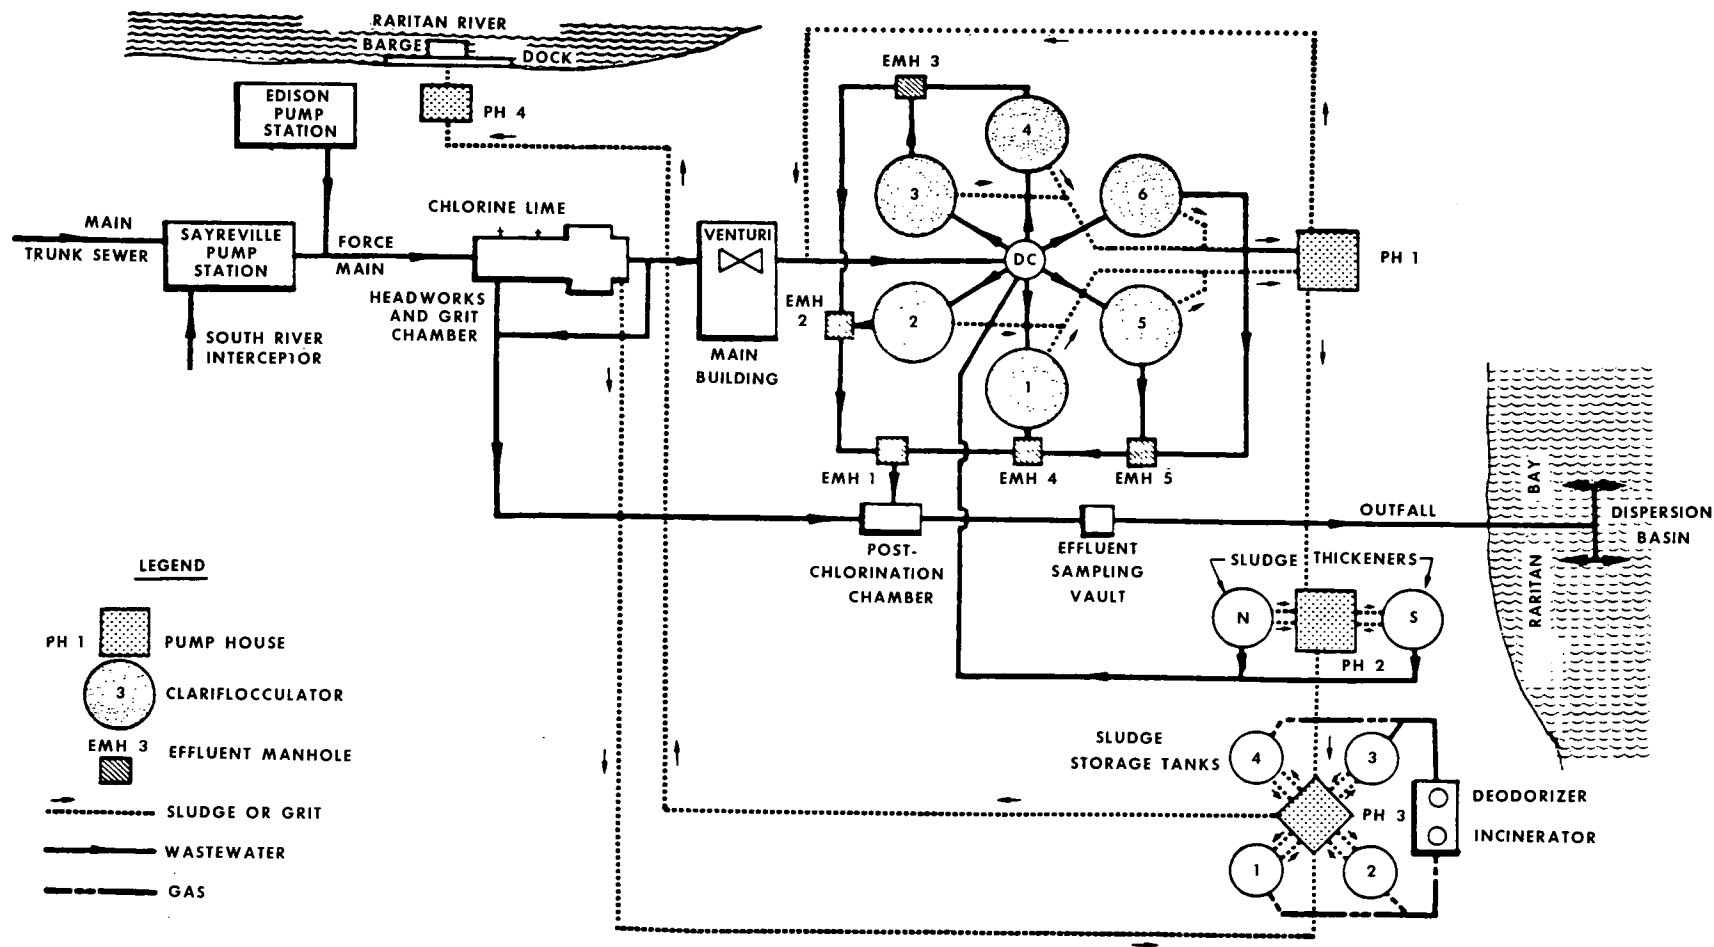 RARITAN RIVER
BARGE
DOCK
EDISON
PUMP
STATION
PH 4
EMH 3
4
3
6
MAIN
TRUNK SEWER
SAYREVILLE
PUMP
STATION
FORCE
MAIN
CHLORINE LIME
VENTURI
DC
PH 1
HEADWORKS
AND GRIT
CHAMBER
SOUTH RIVER
INTERCEPTOR
MAIN
BUILDING
EMH
2
2
5
1
EMH 1
EMH 4
EMH 5
POST-
CHLORINATION
CHAMBER
EFFLUENT
SAMPLING
VAULT
OUTFALL
RARITAN BAY
DISPERSION
BASIN
SLUDGE THICKENERS
N
S
PH 2
SLUDGE
STORAGE TANKS
4
3
PH 3
1
2
DEODORIZER
INCINERATOR
LEGEND
PH 1
PUMP HOUSE
3
CLARIFLOCCULATOR
EMH 3
EFFLUENT MANHOLE
SLUDGE OR GRIT
WASTEWATER
GAS